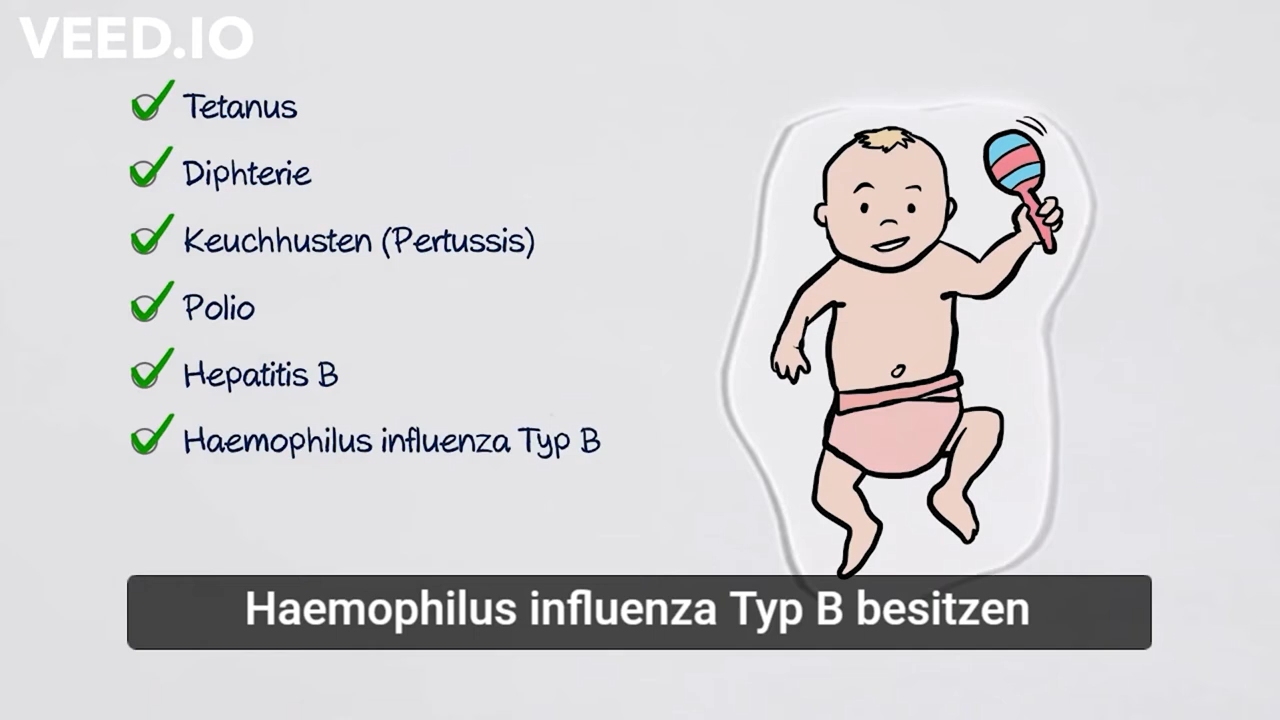 VEED.IO
Tetanus
Diphterie
Keuchhusten (Pertussis)
Polio
Hepatitis B
Haemophilus influenza Typ B
Haemophilus influenza Typ B besitzen